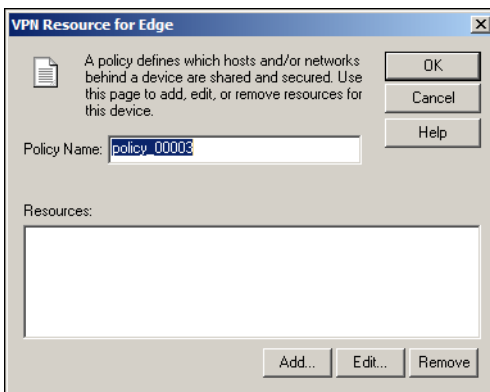 VPN Resource for Edge
A policy defines which hosts and/or networks
behind a device are shared and secured. Use
this page to add, edit, or remove resources for
this device.
OK
Cancel
Help
Policy Name: policy_00003
Resources:
Add... Edit... Remove